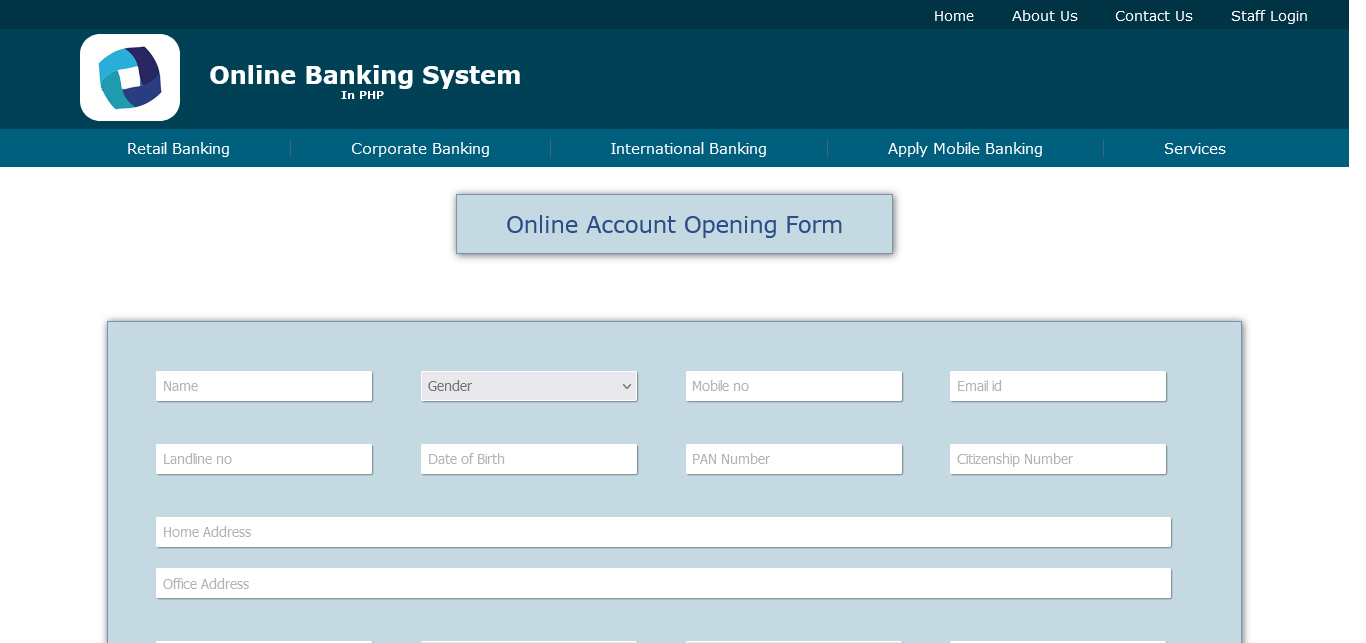 Home About Us Contact Us Staff Login
Online Banking System
In PHP
Retail Banking Corporate Banking International Banking Apply Mobile Banking Services
Online Account Opening Form
Name Gender Mobile no Email id
Landline no Date of Birth PAN Number Citizenship Number
Home Address
Office Address